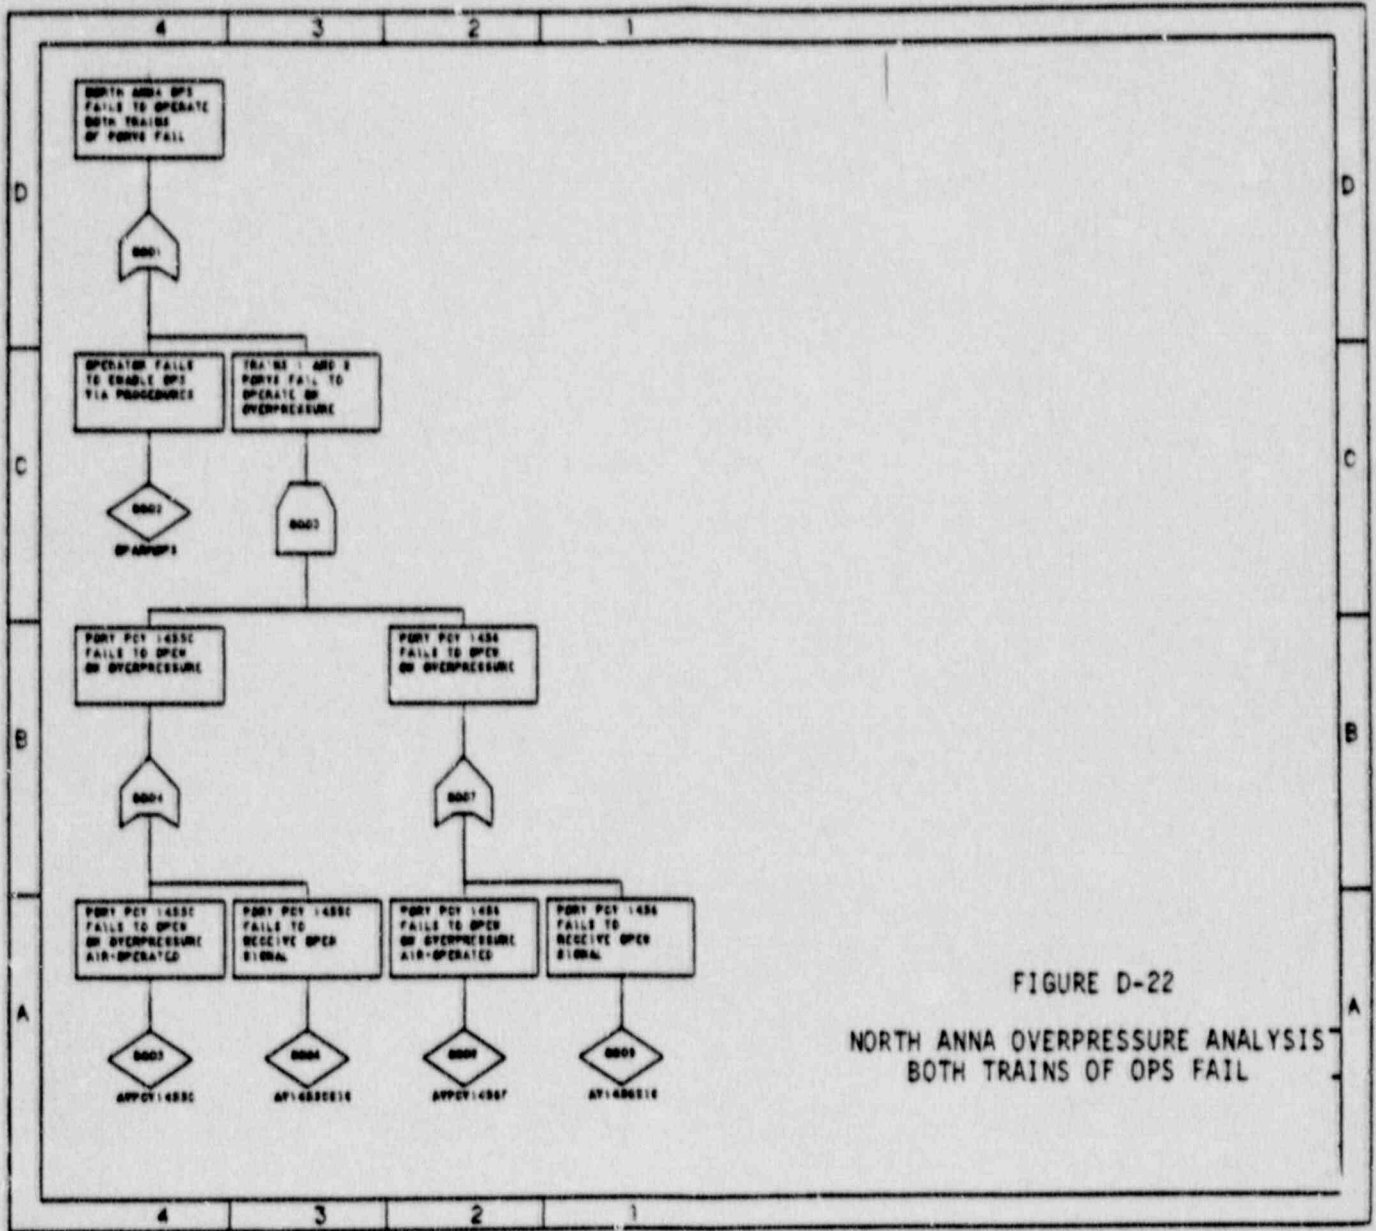 4 3 2 1
NORTH ANNA OPS
FAILS TO OPERATE
BOTH TRAINS
OF PORVS FAIL
D D
OPERATOR FAILS
TO ENABLE OPS
VIA PROCEDURES
TRAINS 1 AND 2
PORVS FAIL TO
OPERATE ON
OVERPRESSURE
C C
PORV PCV 1455C
FAILS TO OPEN
ON OVERPRESSURE
PORV PCV 1456
FAILS TO OPEN
ON OVERPRESSURE
B B
PORV PCV 1455C
FAILS TO OPEN
ON OVERPRESSURE
AIR-OPERATED
PORV PCV 1455C
FAILS TO
RECEIVE OPEN
SIGNAL
PORV PCV 1456
FAILS TO OPEN
ON OVERPRESSURE
AIR-OPERATED
PORV PCV 1456
FAILS TO
RECEIVE OPEN
SIGNAL
A A
FIGURE D-22
NORTH ANNA OVERPRESSURE ANALYSIS
BOTH TRAINS OF OPS FAIL
4 3 2 1